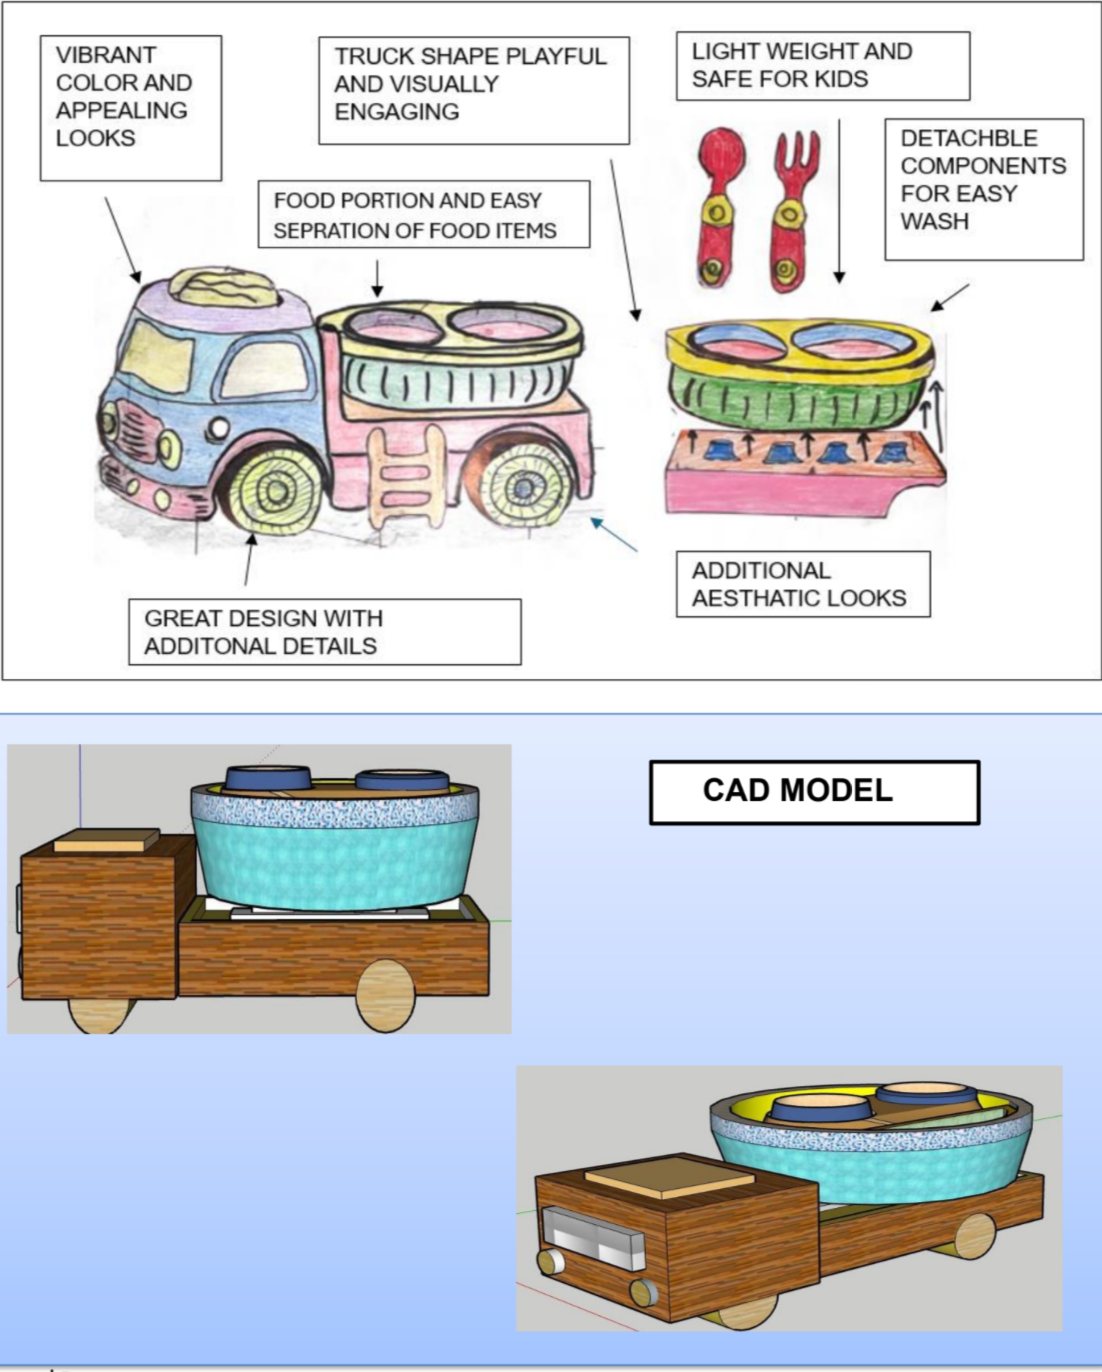 VIBRANT
COLOR AND
APPEALING
LOOKS
TRUCK SHAPE PLAYFUL
AND VISUALLY
ENGAGING
LIGHT WEIGHT AND
SAFE FOR KIDS
DETACHBLE
COMPONENTS
FOR EASY
WASH
FOOD PORTION AND EASY
SEPRATION OF FOOD ITEMS
ADDITIONAL
AESTHATIC LOOKS
GREAT DESIGN WITH
ADDITONAL DETAILS
CAD MODEL